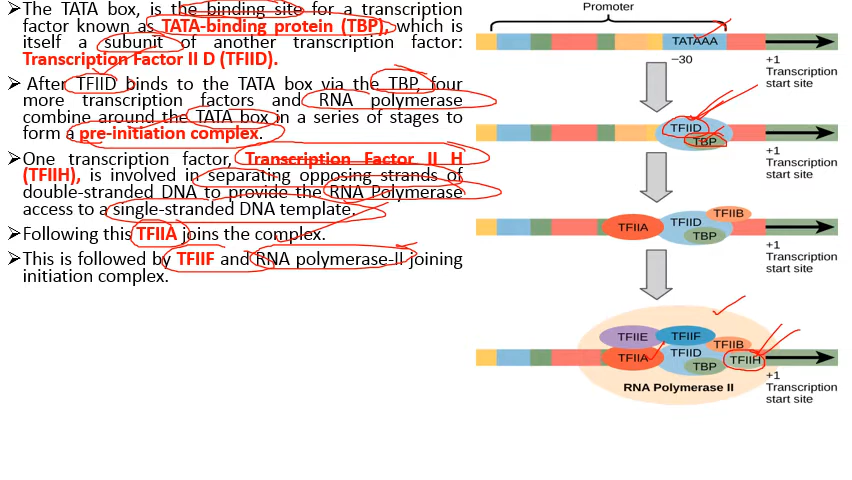 ➢The TATA box, is the binding site for a transcription
factor known as TATA-binding protein (TBP), which is
itself a subunit of another transcription factor:
Transcription Factor II D (TFIID).
➢ After TFIID binds to the TATA box via the TBP, four
more transcription factors and RNA polymerase
combine around the TATA box in a series of stages to
form a pre-initiation complex.
➢One transcription factor, Transcription Factor II H
(TFIIH), is involved in separating opposing strands of
double-stranded DNA to provide the RNA Polymerase
access to a single-stranded DNA template.
➢Following this TFIIA joins the complex.
➢This is followed by TFIIF and RNA polymerase-II joining
initiation complex.
Promoter
TATAAA
−30
+1
Transcription
start site
TFIID
TBP
+1
Transcription
start site
TFIIB
TFIIA
TFIID
TBP
+1
Transcription
start site
TFIIE
TFIIF
TFIIB
TFIIA
TFIID
TFIIH
TBP
RNA Polymerase II
+1
Transcription
start site